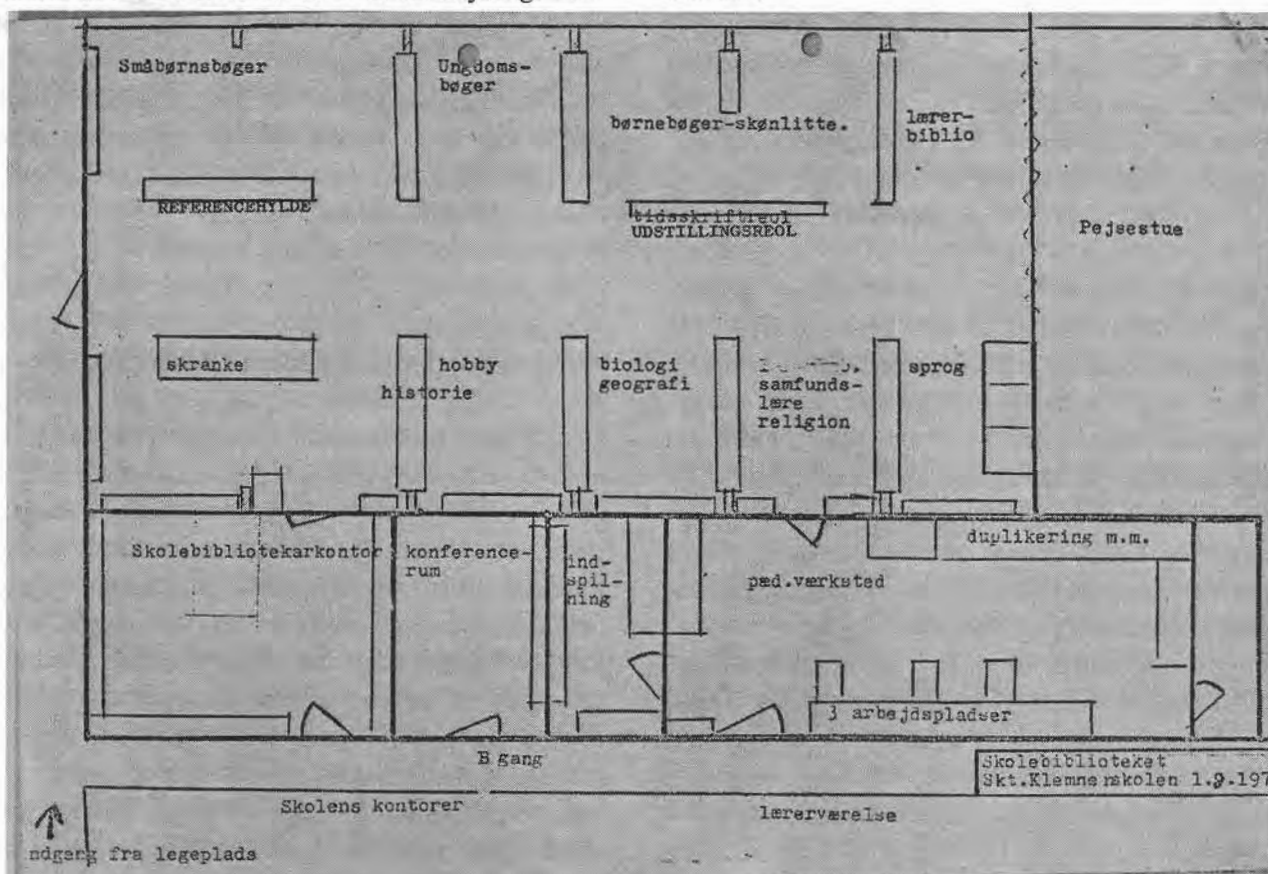 Småbørnsbøger
Ungdoms-
bøger
børnebøger-skønlitte.
lærer-
biblio
REFERENCEHYLDE
tidsskriftreol
UDSTILLINGSREOL
Pejsestue
skranke
hobby
historie
biologi
geografi
samfunds-
lære
religion
sprog
Skolebibliotekarkontor
konference-
rum
ind-
spil-
ning
pæd.værksted
duplikering m.m.
3 arbejdspladser
B gang
Skolebiblioteket
Skt.Klemensskolen 1.9.197
Skolens kontorer
lærerværelse
ndgang fra legeplads